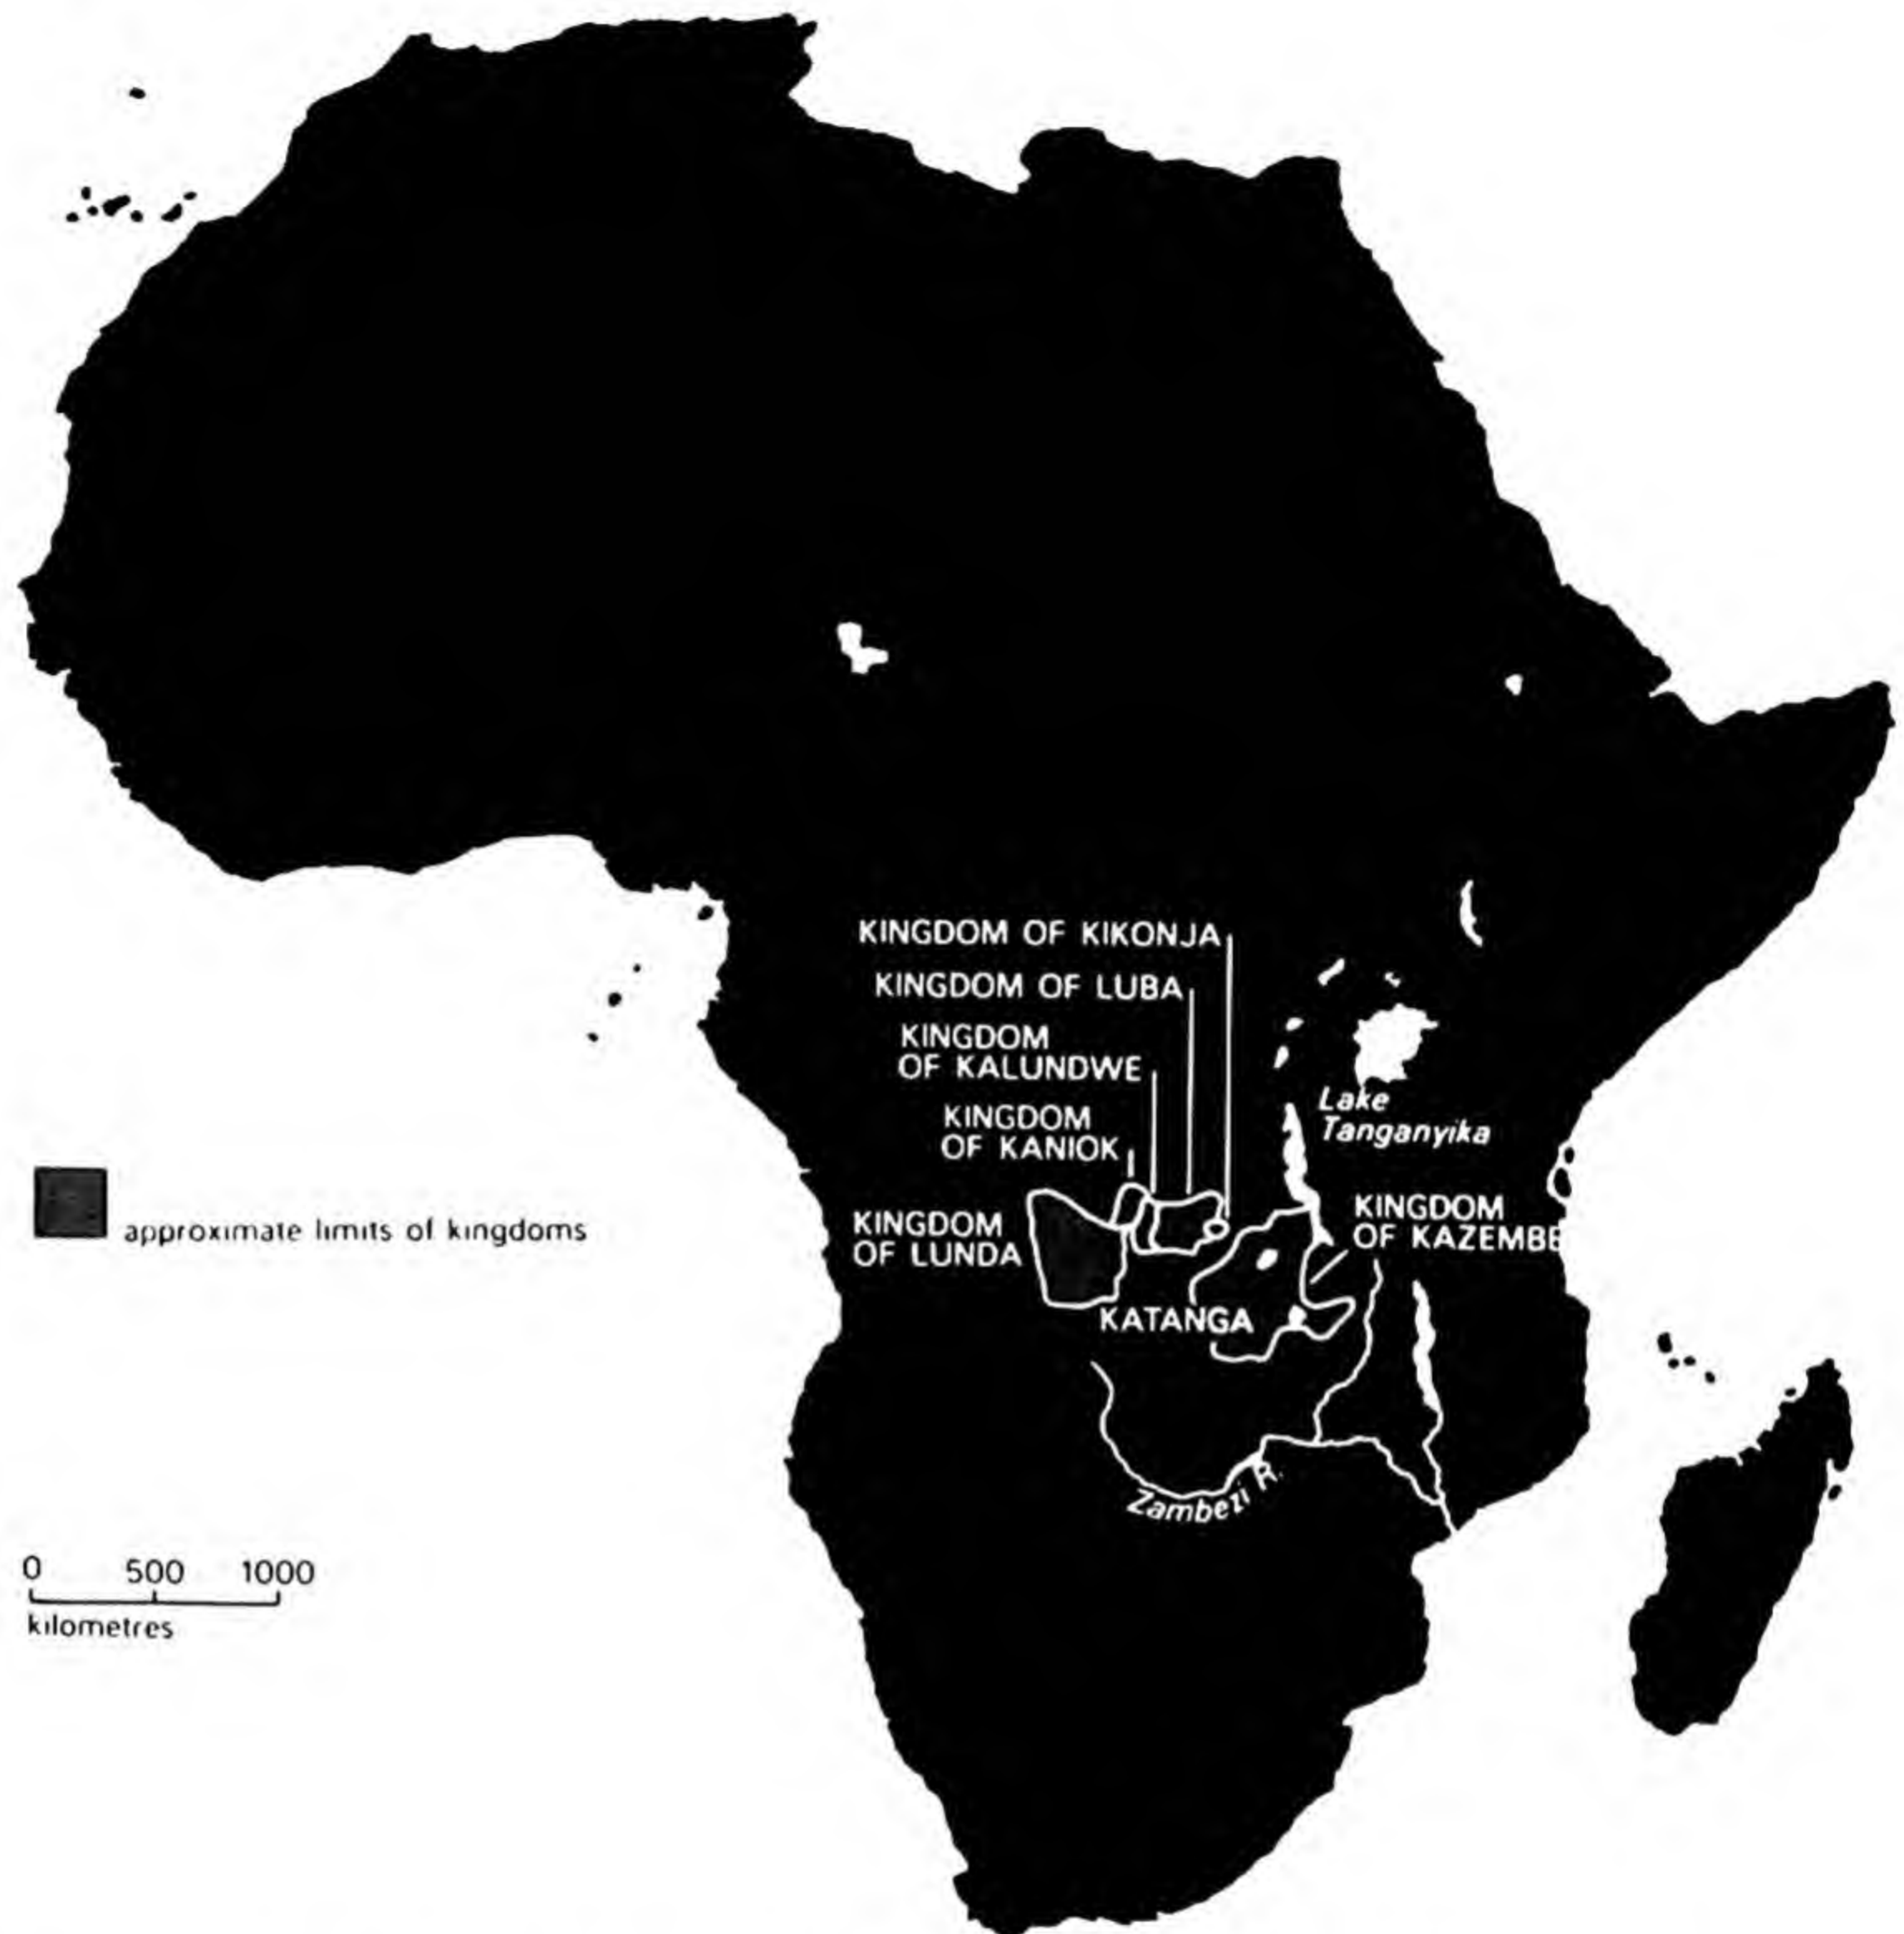 KINGDOM OF KIKONJA
KINGDOM OF LUBA
KINGDOM
OF KALUNDWE
KINGDOM
OF KANIOK
KINGDOM
OF LUNDA
Lake
Tanganyika
KINGDOM
OF KAZEMBE
KATANGA
Zambezi R.
approximate limits of kingdoms
0 500 1000
kilometres